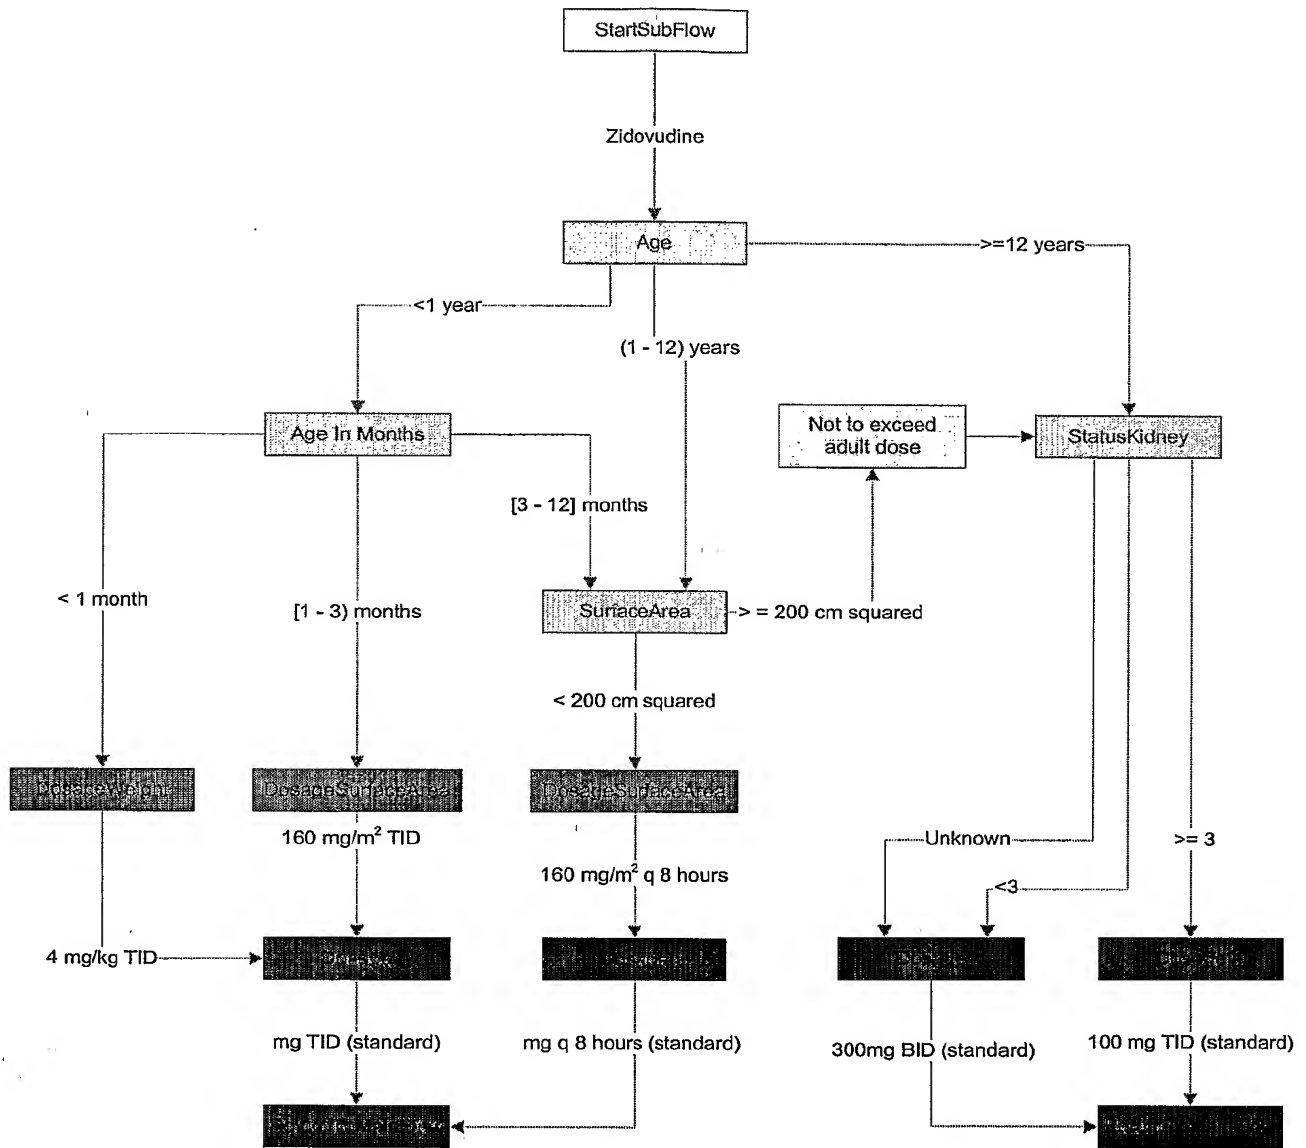 StartSubFlow
Zidovudine
Age
>=12 years
<1 year
(1 - 12) years
Age In Months
Not to exceed
adult dose
StatusKidney
[3 - 12] months
< 1 month
[1 - 3) months
SurfaceArea
> = 200 cm squared
< 200 cm squared
DosageWeight
DosageSurfaceArea
DosageSurfaceArea
160 mg/m² TID
Unknown
>= 3
160 mg/m² q 8 hours
<3
4 mg/kg TID
mg TID (standard)
mg q 8 hours (standard)
300mg BID (standard)
100 mg TID (standard)